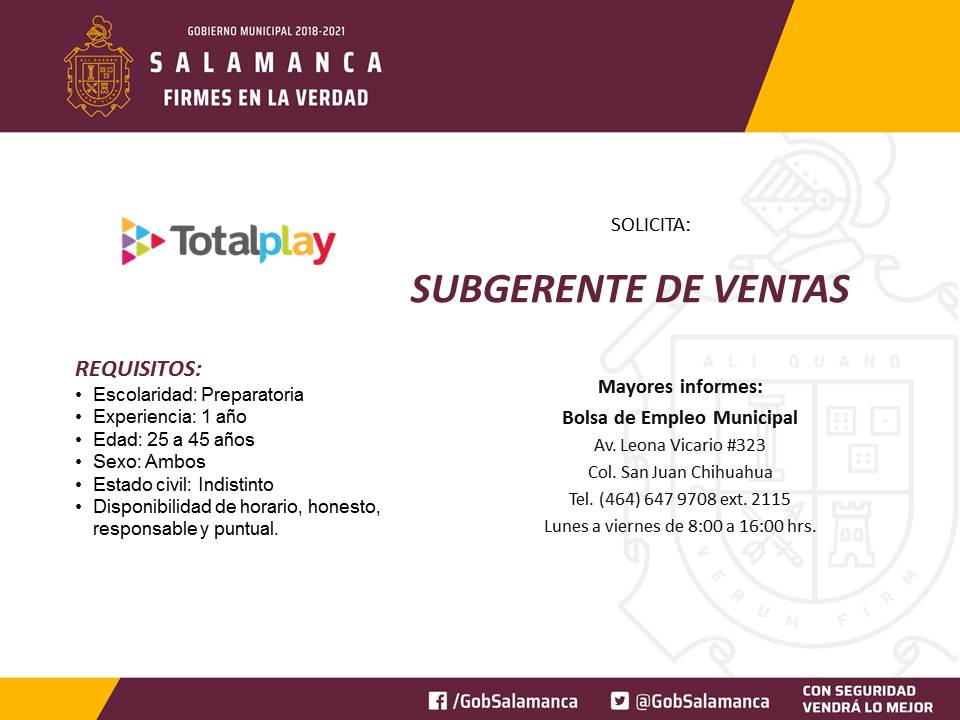 GOBIERNO MUNICIPAL 2018-2021
SALAMANCA
FIRMES EN LA VERDAD
Totalplay
SOLICITA:
SUBGERENTE DE VENTAS
REQUISITOS:
• Escolaridad: Preparatoria
• Experiencia: 1 año
• Edad: 25 a 45 años
• Sexo: Ambos
• Estado civil: Indistinto
• Disponibilidad de horario, honesto,
responsable y puntual.
Mayores informes:
Bolsa de Empleo Municipal
Av. Leona Vicario #323
Col. San Juan Chihuahua
Tel. (464) 647 9708 ext. 2115
Lunes a viernes de 8:00 a 16:00 hrs.
ALI QUAND
VERUM FIRM
/GobSalamanca
@GobSalamanca
CON SEGURIDAD
VENDRÁ LO MEJOR